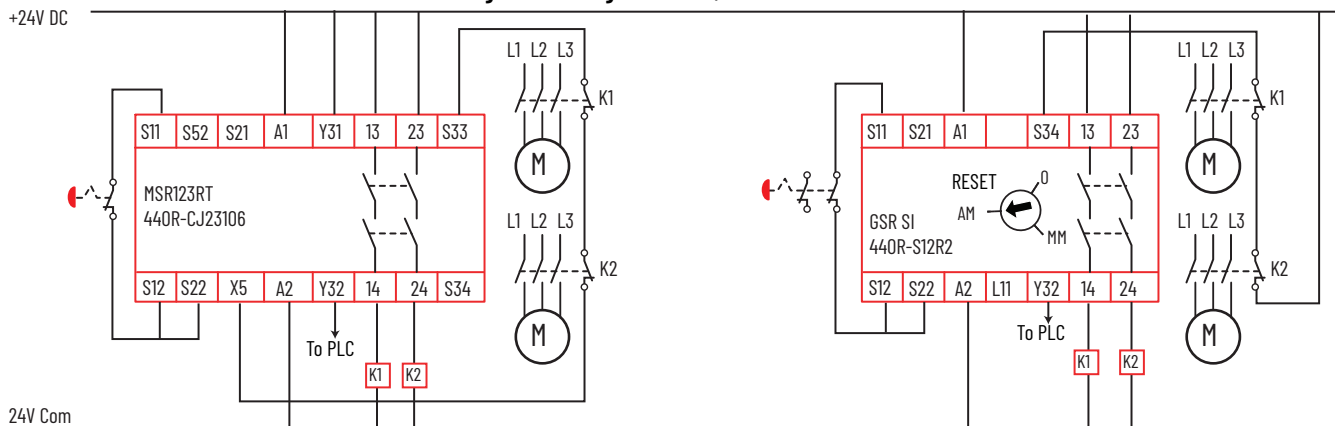 +24V DC
L1 L2 L3
K1
S11 S52 S21 A1 Y31 13 23 S33
M
MSR123RT
440R-CJ23106
L1 L2 L3
K2
S12 S22 X5 A2 Y32 14 24 S34
M
To PLC
K1 K2
24V Com
L1 L2 L3
K1
S11 S21 A1 S34 13 23
M
RESET 0
AM
MM
GSR SI
440R-S12R2
L1 L2 L3
K2
S12 S22 A2 L11 Y32 14 24
M
To PLC
K1 K2